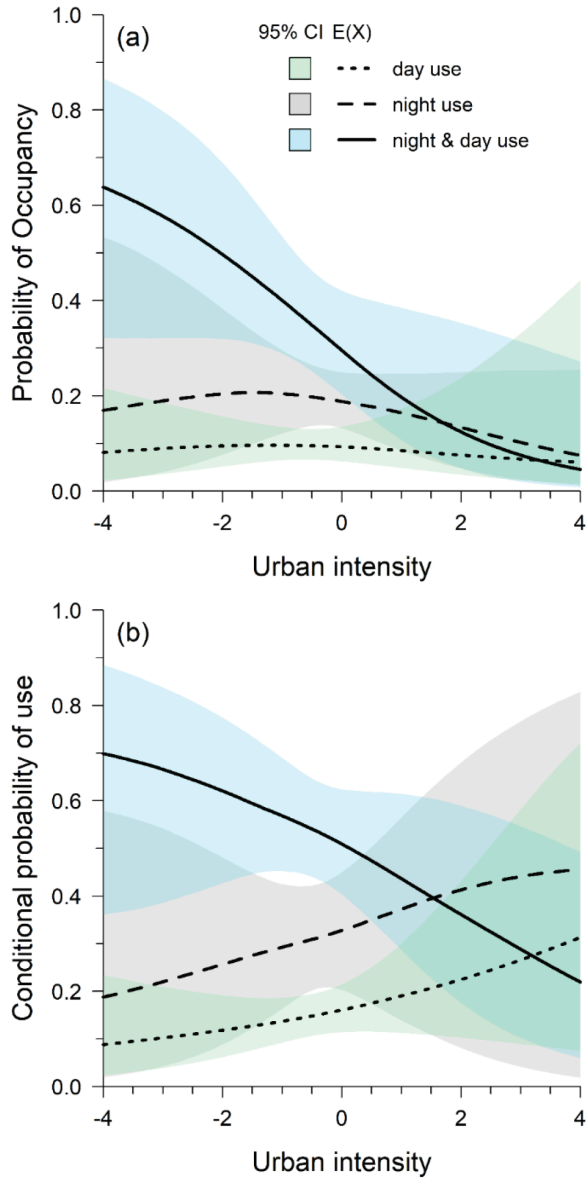 (a)
95% CI E(X)
day use
night use
night & day use
Probability of Occupancy
1.0
0.8
0.6
0.4
0.2
0.0
-4 -2 0 2 4
Urban intensity
(b)
Conditional probability of use
1.0
0.8
0.6
0.4
0.2
0.0
-4 -2 0 2 4
Urban intensity